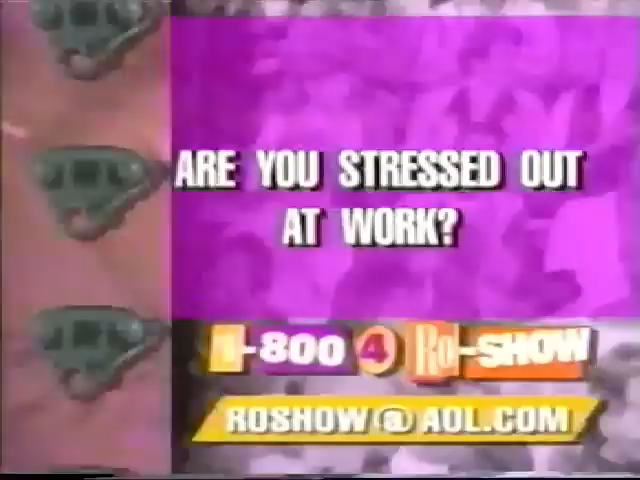 ARE YOU STRESSED OUT
AT WORK?
1-800 4 Ro-SHOW
ROSHOW @ AOL.COM